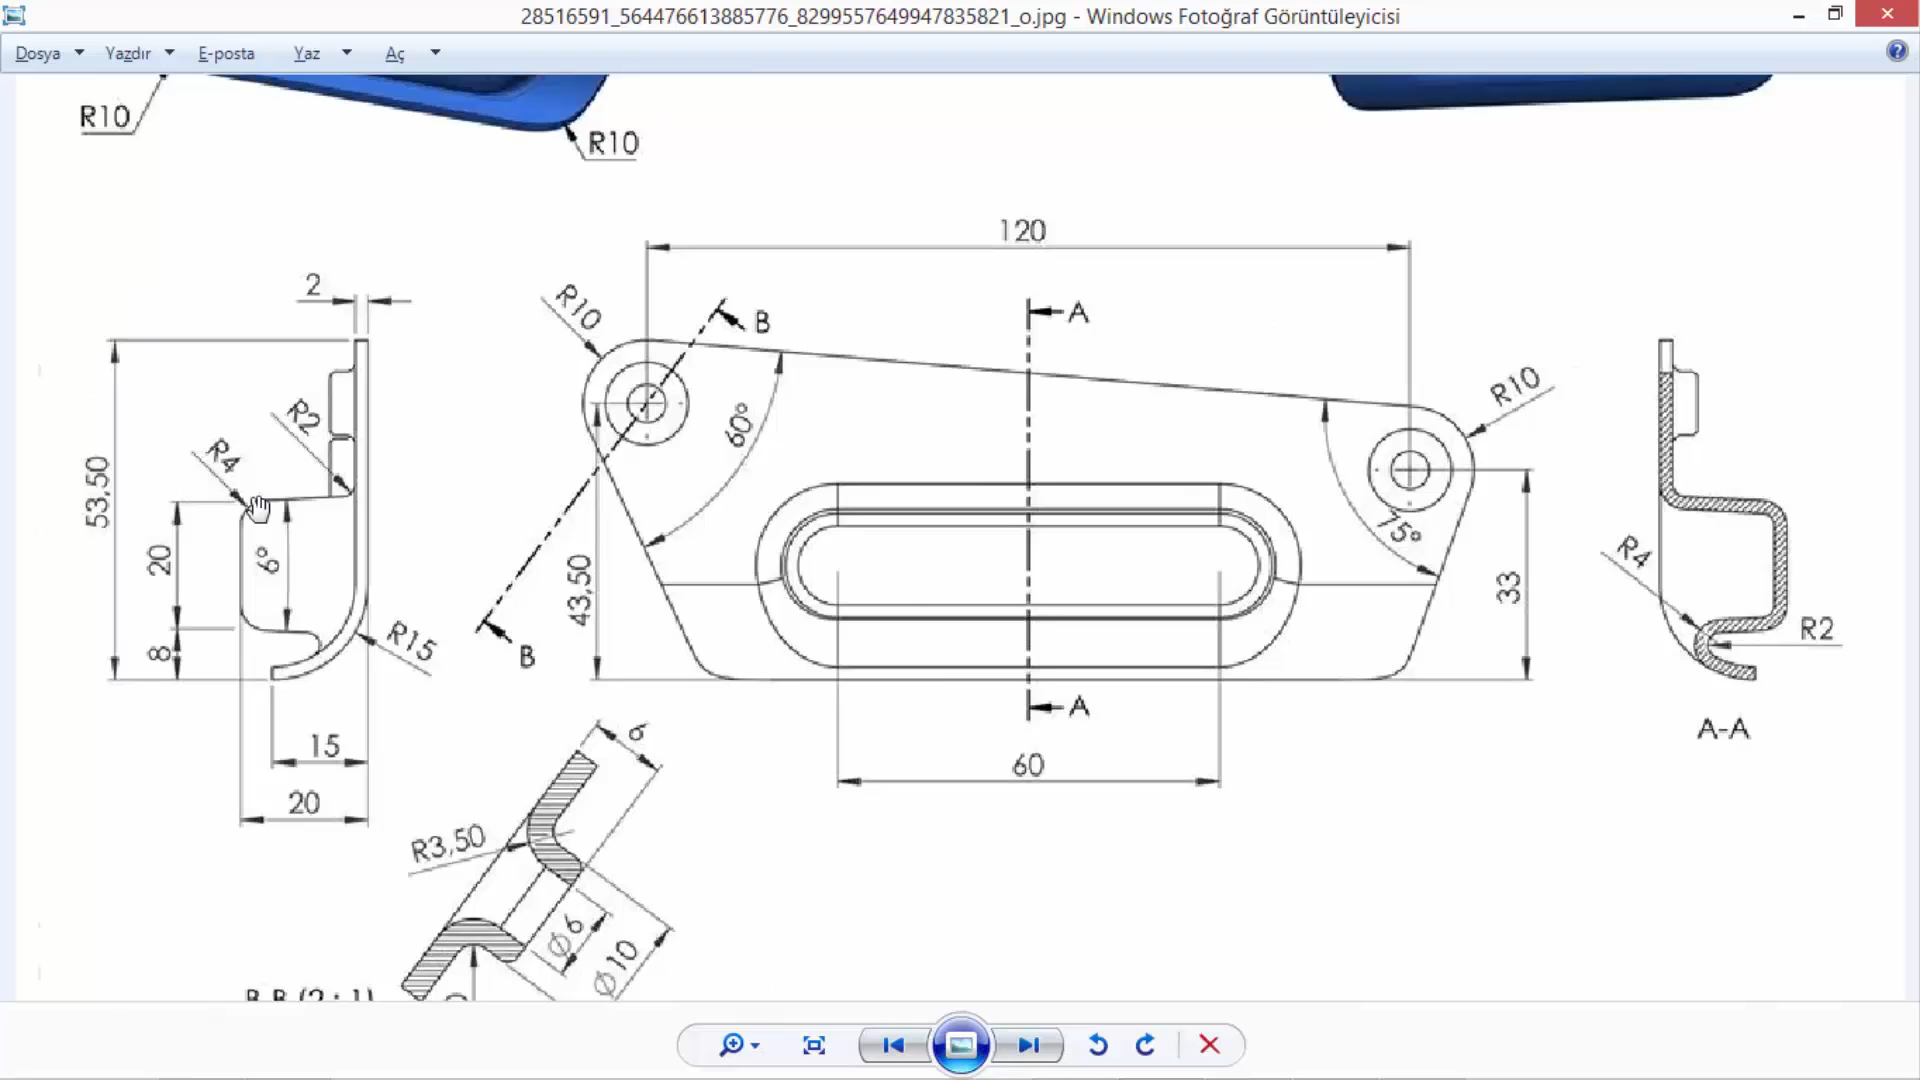 28516591_564476613885776_8299557649947835821_o.jpg - Windows Fotoğraf Görüntüleyicisi
Dosya Yazdır E-posta Yaz Aç
R10
R10
120
2
R10
B
A
R10
R2
R4
60°
53,50
75°
20
6°
43,50
33
R4
8
R15
B
R2
A
A-A
15
6
60
20
R3,50
Ø6
Ø10
B-B (2 : 1)